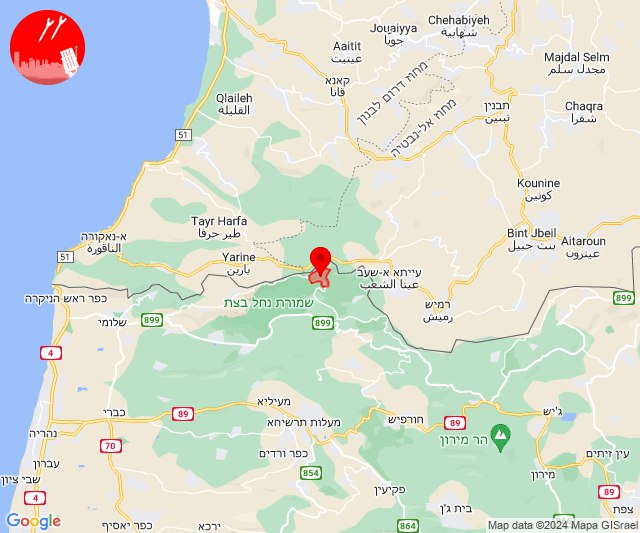 Chehabiyeh
شهابية
Jouaiyya
جويّا
Aaitit
عيتيت
קאנא
قانا
מחוז דרום לבנון
Majdal Selm
מجدل سلم
Qlaileh
القليلة
מחוז אל-נבטיה
תבנין
تبنين
Chaqra
شقرا
51
Kounine
كونين
Tayr Harfa
طير حرفا
א-נאקורה
الناقورة
Bint Jbeil
بنت جبيل
Aitaroun
عيترون
51
Yarine
يارين
עייתא א-שעב
عيتا الشعب
כפר ראש הניקרה
שמורת נחל בצת
רמיש
رميش
שלומי
899
899
899
4
מעיליא
89
כברי
מעלות תרשיחא
חורפיש
89
ג'יש
נהריה
70
כפר ורדים
הר מירון
עין זיתים
עברון
854
מירון
שבי ציון
4
פקיעין
89
צפת
Google
כפר יאסיף
ירכא
864
בית ג'ן
Map data ©2024 Mapa GISrael